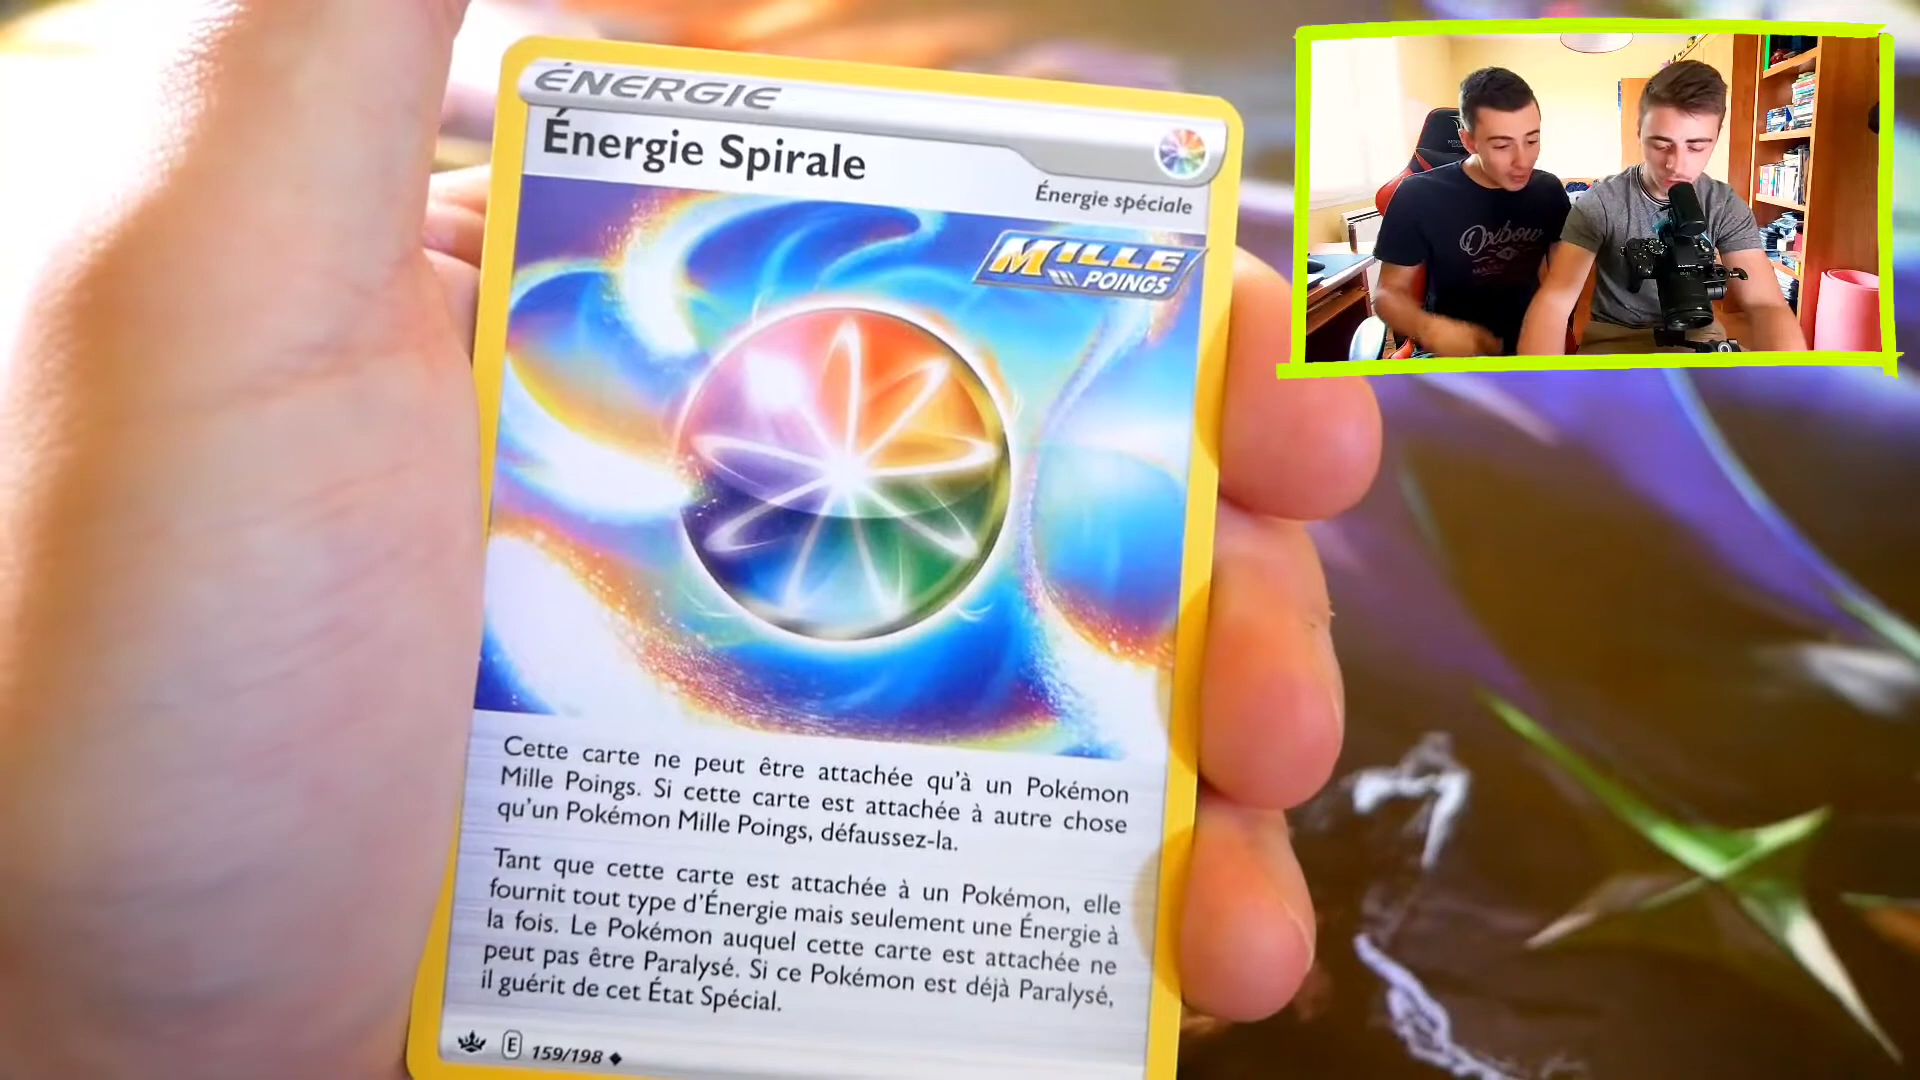 ÉNERGIE
Énergie Spirale
Énergie spéciale
MILLE
POINGS
Cette carte ne peut être attachée qu'à un Pokémon
Mille Poings. Si cette carte est attachée à autre chose
qu'un Pokémon Mille Poings, défaussez-la.
Tant que cette carte est attachée à un Pokémon, elle
fournit tout type d'Énergie mais seulement une Énergie à
la fois. Le Pokémon auquel cette carte est attachée ne
peut pas être Paralysé. Si ce Pokémon est déjà Paralysé,
il guérit de cet État Spécial.
E 159/198
Oxbow